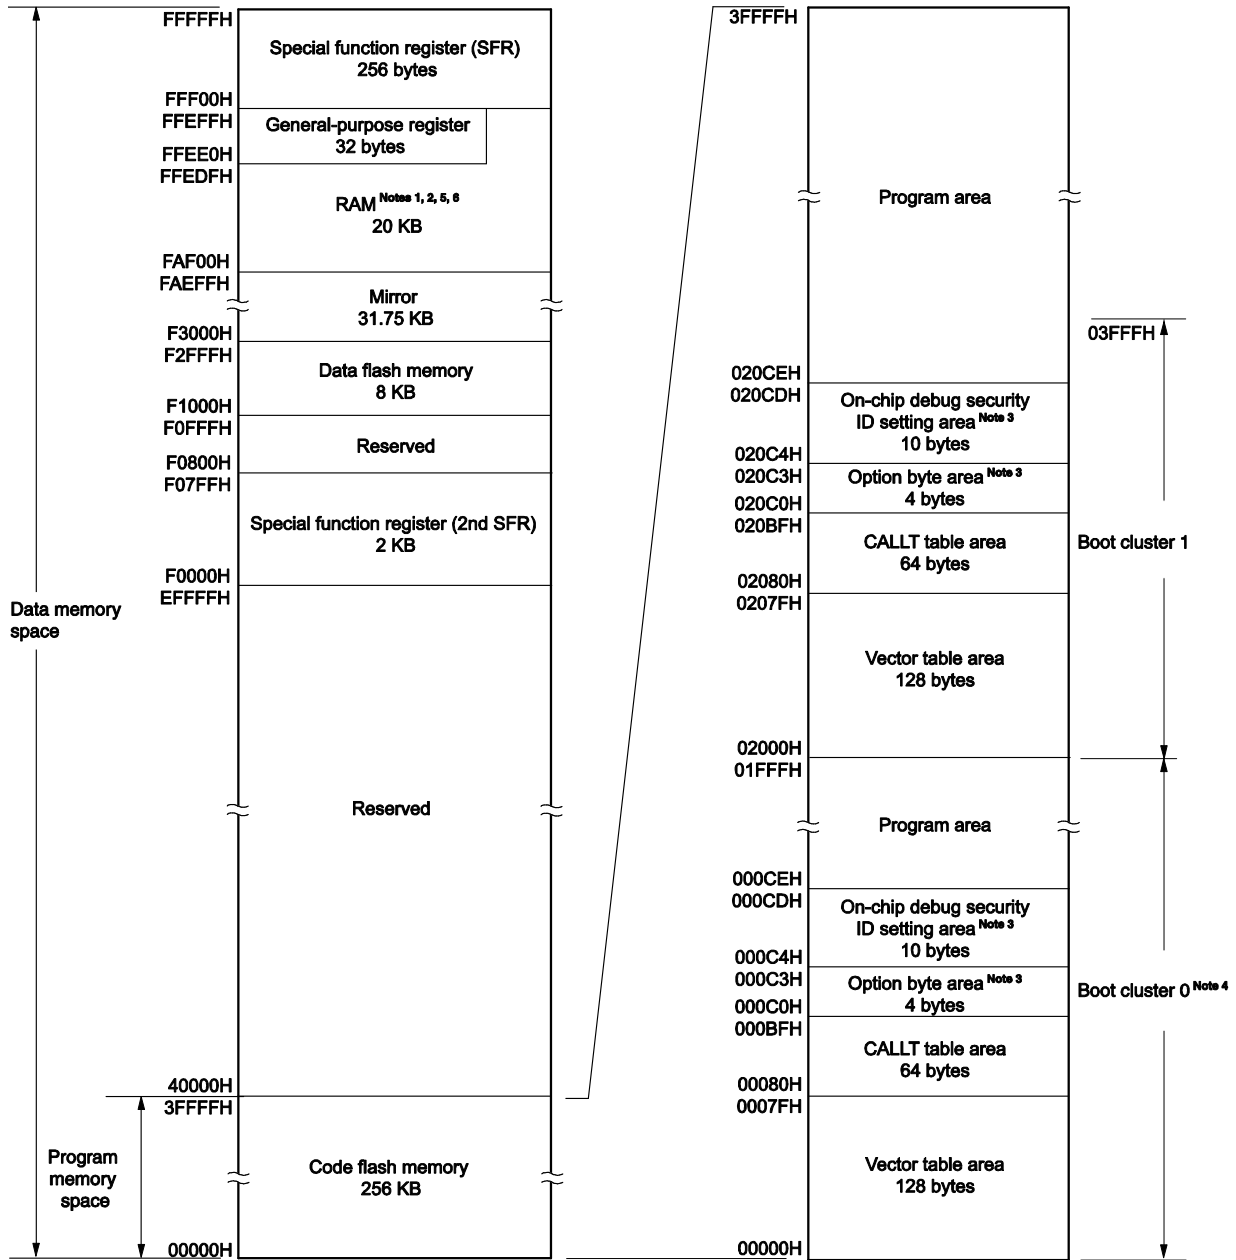 FFFFFH
Special function register (SFR)
256 bytes
FFF00H
FFEFFH
General-purpose register
32 bytes
FFEE0H
FFEDFH
RAM Notes 1, 2, 5, 6
20 KB
FAF00H
FAEFFH
Mirror
31.75 KB
F3000H
F2FFFH
Data flash memory
8 KB
F1000H
F0FFFH
Reserved
F0800H
F07FFH
Special function register (2nd SFR)
2 KB
F0000H
EFFFFH
Data memory
space
Reserved
40000H
3FFFFH
Program
memory
space
Code flash memory
256 KB
00000H
3FFFFH
Program area
03FFFH
020CEH
020CDH
On-chip debug security
ID setting area Note 3
10 bytes
020C4H
020C3H
Option byte area Note 3
4 bytes
020C0H
020BFH
CALLT table area
64 bytes
Boot cluster 1
02080H
0207FH
Vector table area
128 bytes
02000H
01FFFH
Program area
000CEH
000CDH
On-chip debug security
ID setting area Note 3
10 bytes
000C4H
000C3H
Option byte area Note 3
4 bytes
Boot cluster 0 Note 4
000C0H
000BFH
CALLT table area
64 bytes
00080H
0007FH
Vector table area
128 bytes
00000H